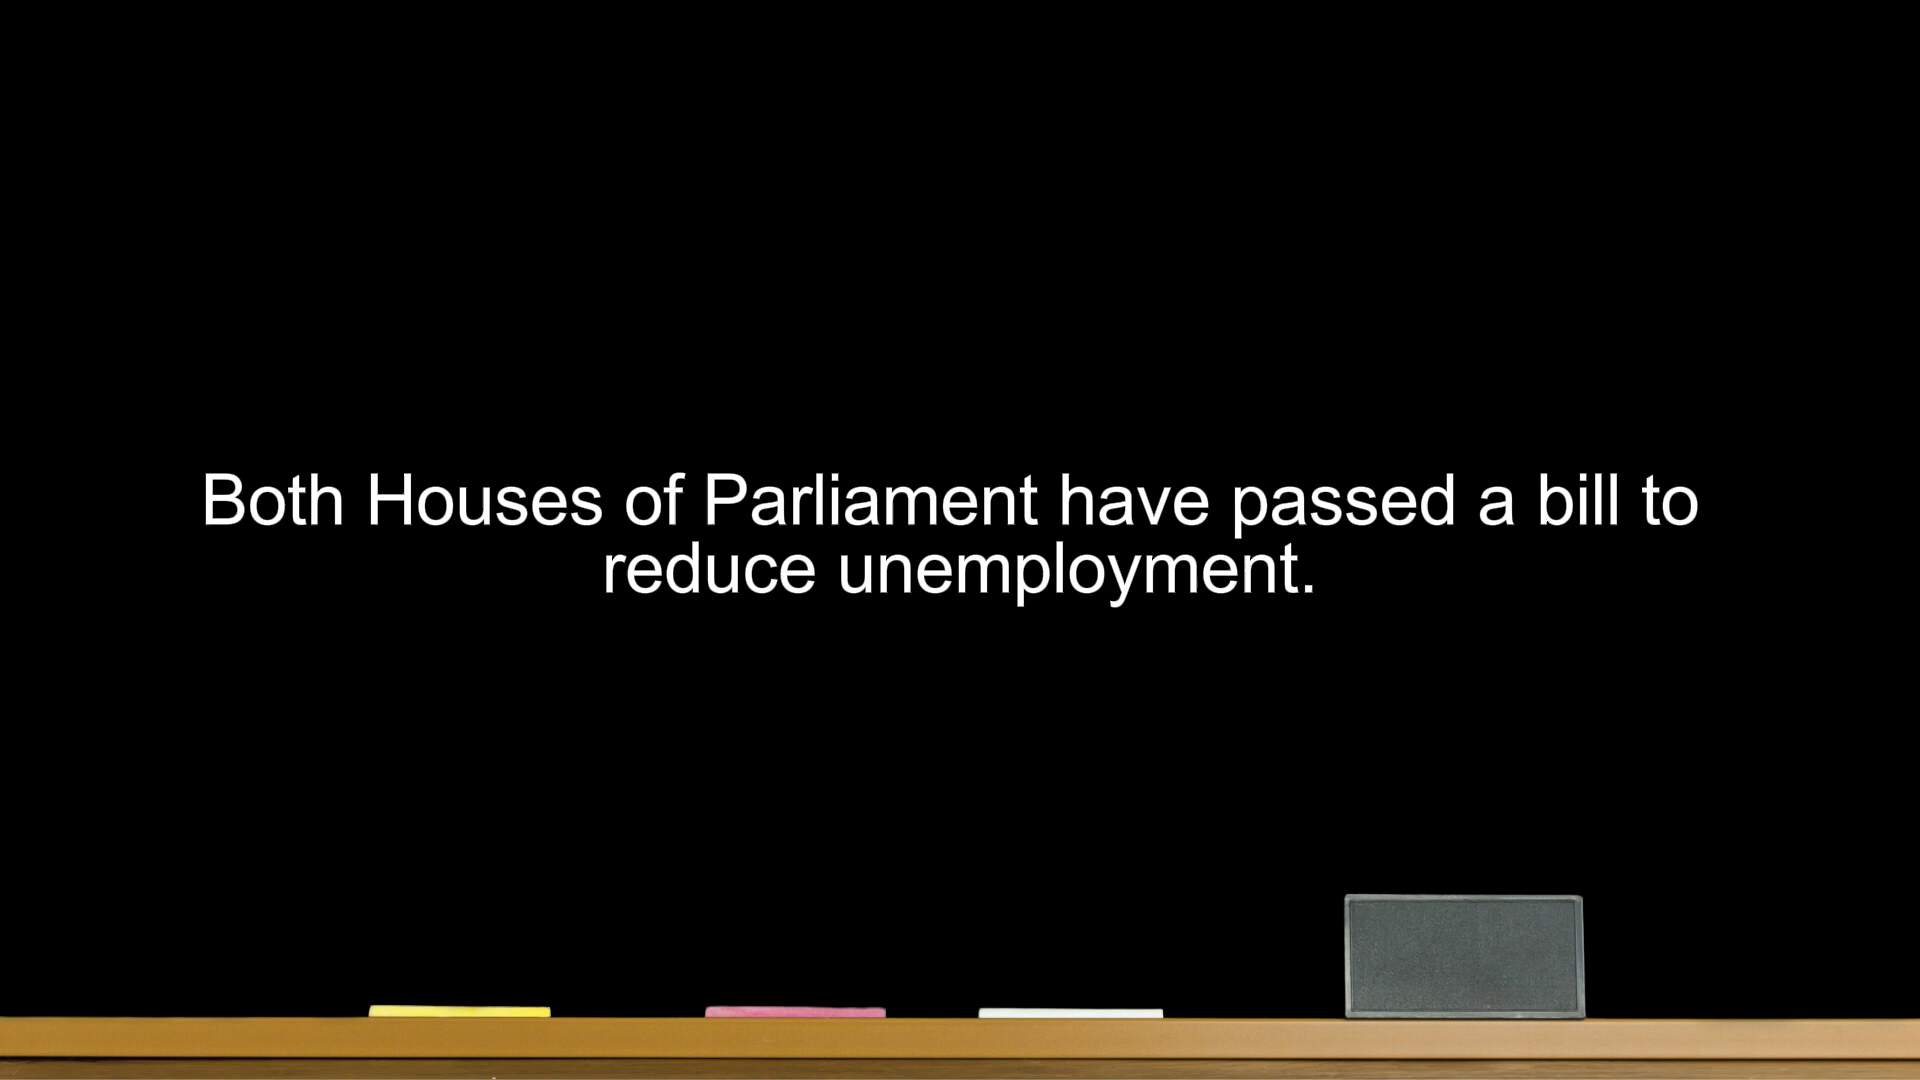 Both Houses of Parliament have passed a bill to
reduce unemployment.